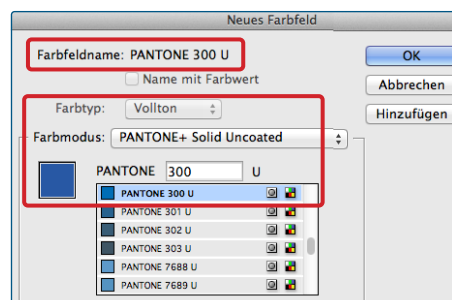 Neues Farbfeld
Farbfeldname: PANTONE 300 U
OK
Name mit Farbwert
Abbrechen
Farbtyp: Vollton
Hinzufügen
Farbmodus: PANTONE+ Solid Uncoated
PANTONE 300 U
PANTONE 300 U
PANTONE 301 U
PANTONE 302 U
PANTONE 303 U
PANTONE 7688 U
PANTONE 7689 U